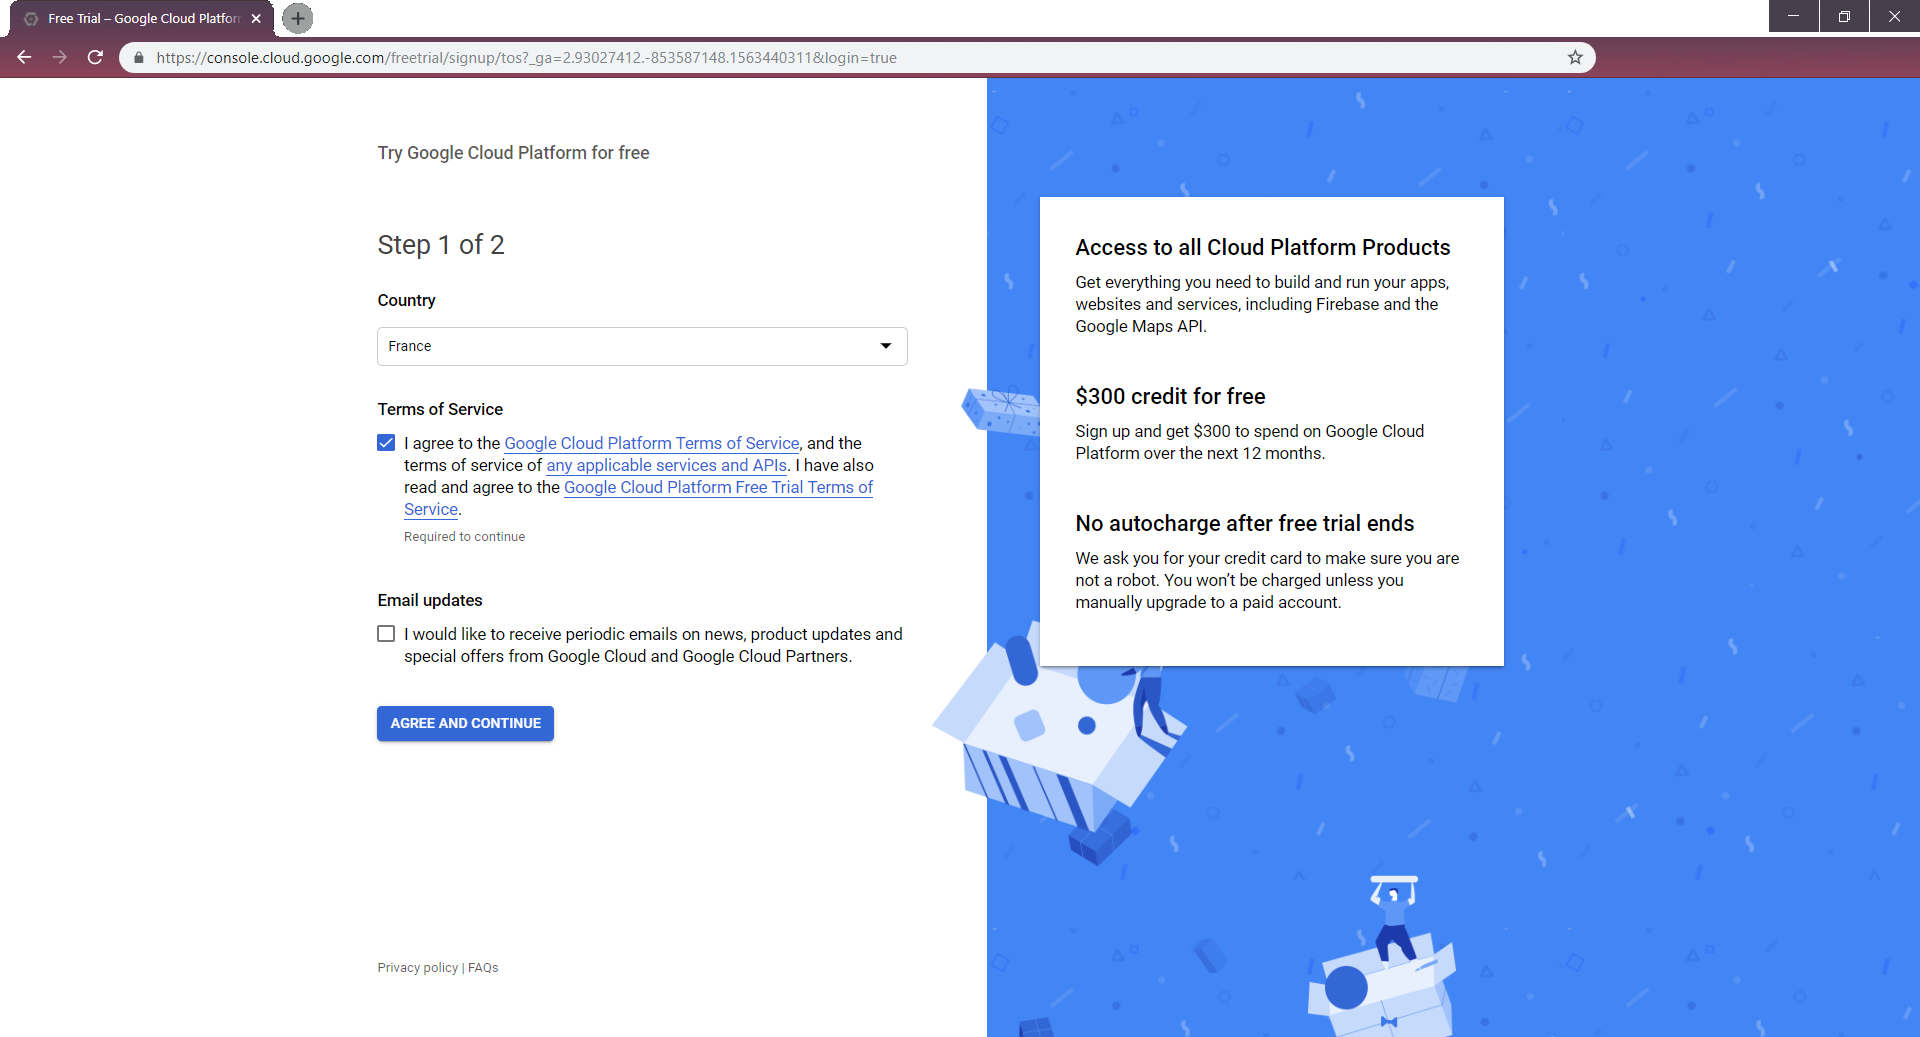 Free Trial – Google Cloud Platfor
https://console.cloud.google.com/freetrial/signup/tos?_ga=2.93027412.-853587148.1563440311&login=true
Try Google Cloud Platform for free
Step 1 of 2
Country
France
Terms of Service
I agree to the Google Cloud Platform Terms of Service, and the
terms of service of any applicable services and APIs. I have also
read and agree to the Google Cloud Platform Free Trial Terms of
Service.
Required to continue
Email updates
I would like to receive periodic emails on news, product updates and
special offers from Google Cloud and Google Cloud Partners.
AGREE AND CONTINUE
Privacy policy | FAQs
Access to all Cloud Platform Products
Get everything you need to build and run your apps,
websites and services, including Firebase and the
Google Maps API.
$300 credit for free
Sign up and get $300 to spend on Google Cloud
Platform over the next 12 months.
No autocharge after free trial ends
We ask you for your credit card to make sure you are
not a robot. You won’t be charged unless you
manually upgrade to a paid account.